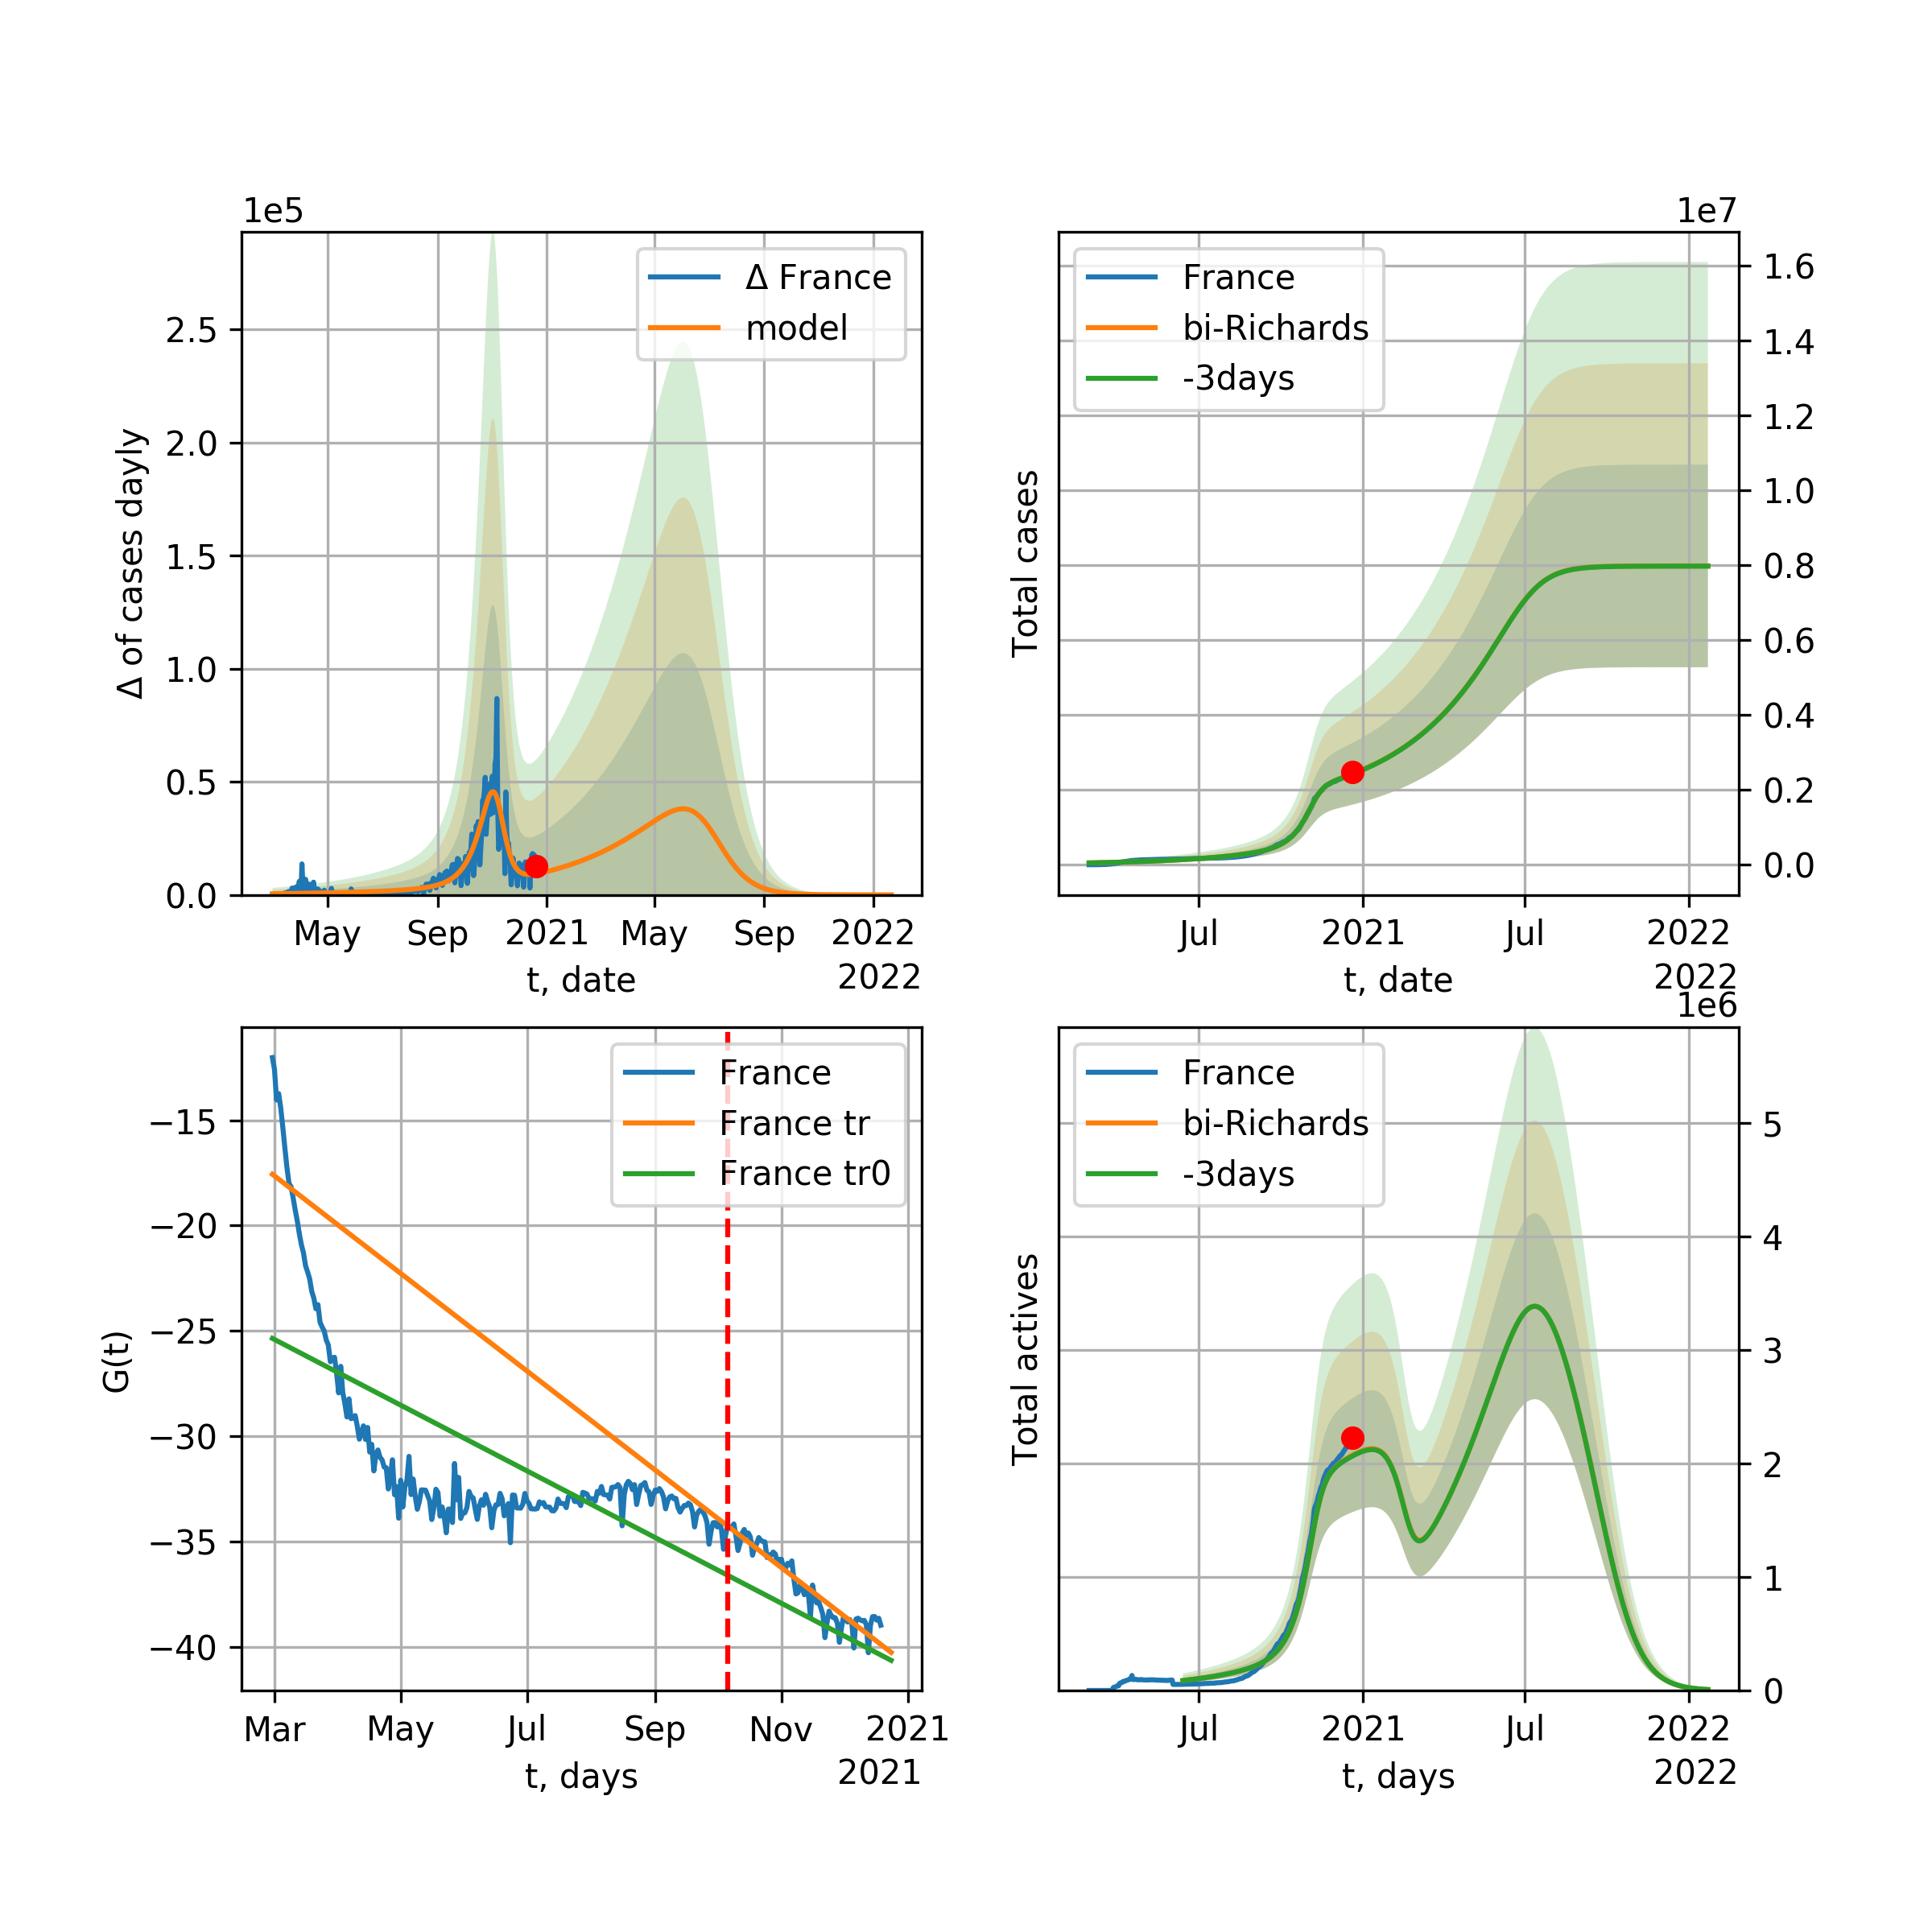 1e5
Δ of cases dayly
2.5
2.0
1.5
1.0
0.5
0.0
Δ France
model
May Sep 2021 May Sep 2022
t, date
2022
1e7
Total cases
France
bi-Richards
-3days
1.6
1.4
1.2
1.0
0.8
0.6
0.4
0.2
0.0
Jul 2021 Jul 2022
t, date
2022
G(t)
−15
−20
−25
−30
−35
−40
France
France tr
France tr0
Mar May Jul Sep Nov 2021
t, days
2021
1e6
Total actives
France
bi-Richards
-3days
5
4
3
2
1
0
Jul 2021 Jul 2022
t, days
2022